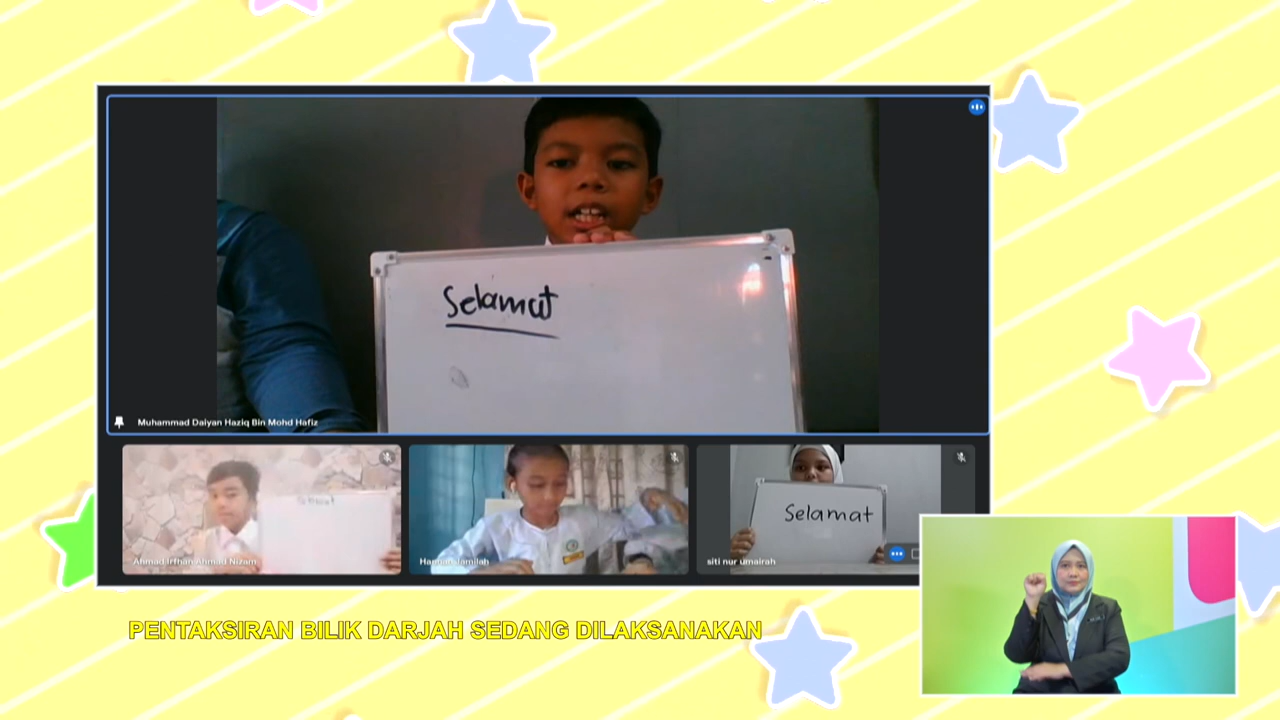 Selamat
Muhammad Daiyan Haziq Bin Mohd Hafiz
Selamat
Ahmad Irfhan Ahmad Nizam
siti nur umairah
PENTAKSIRAN BILIK DARJAH SEDANG DILAKSANAKAN